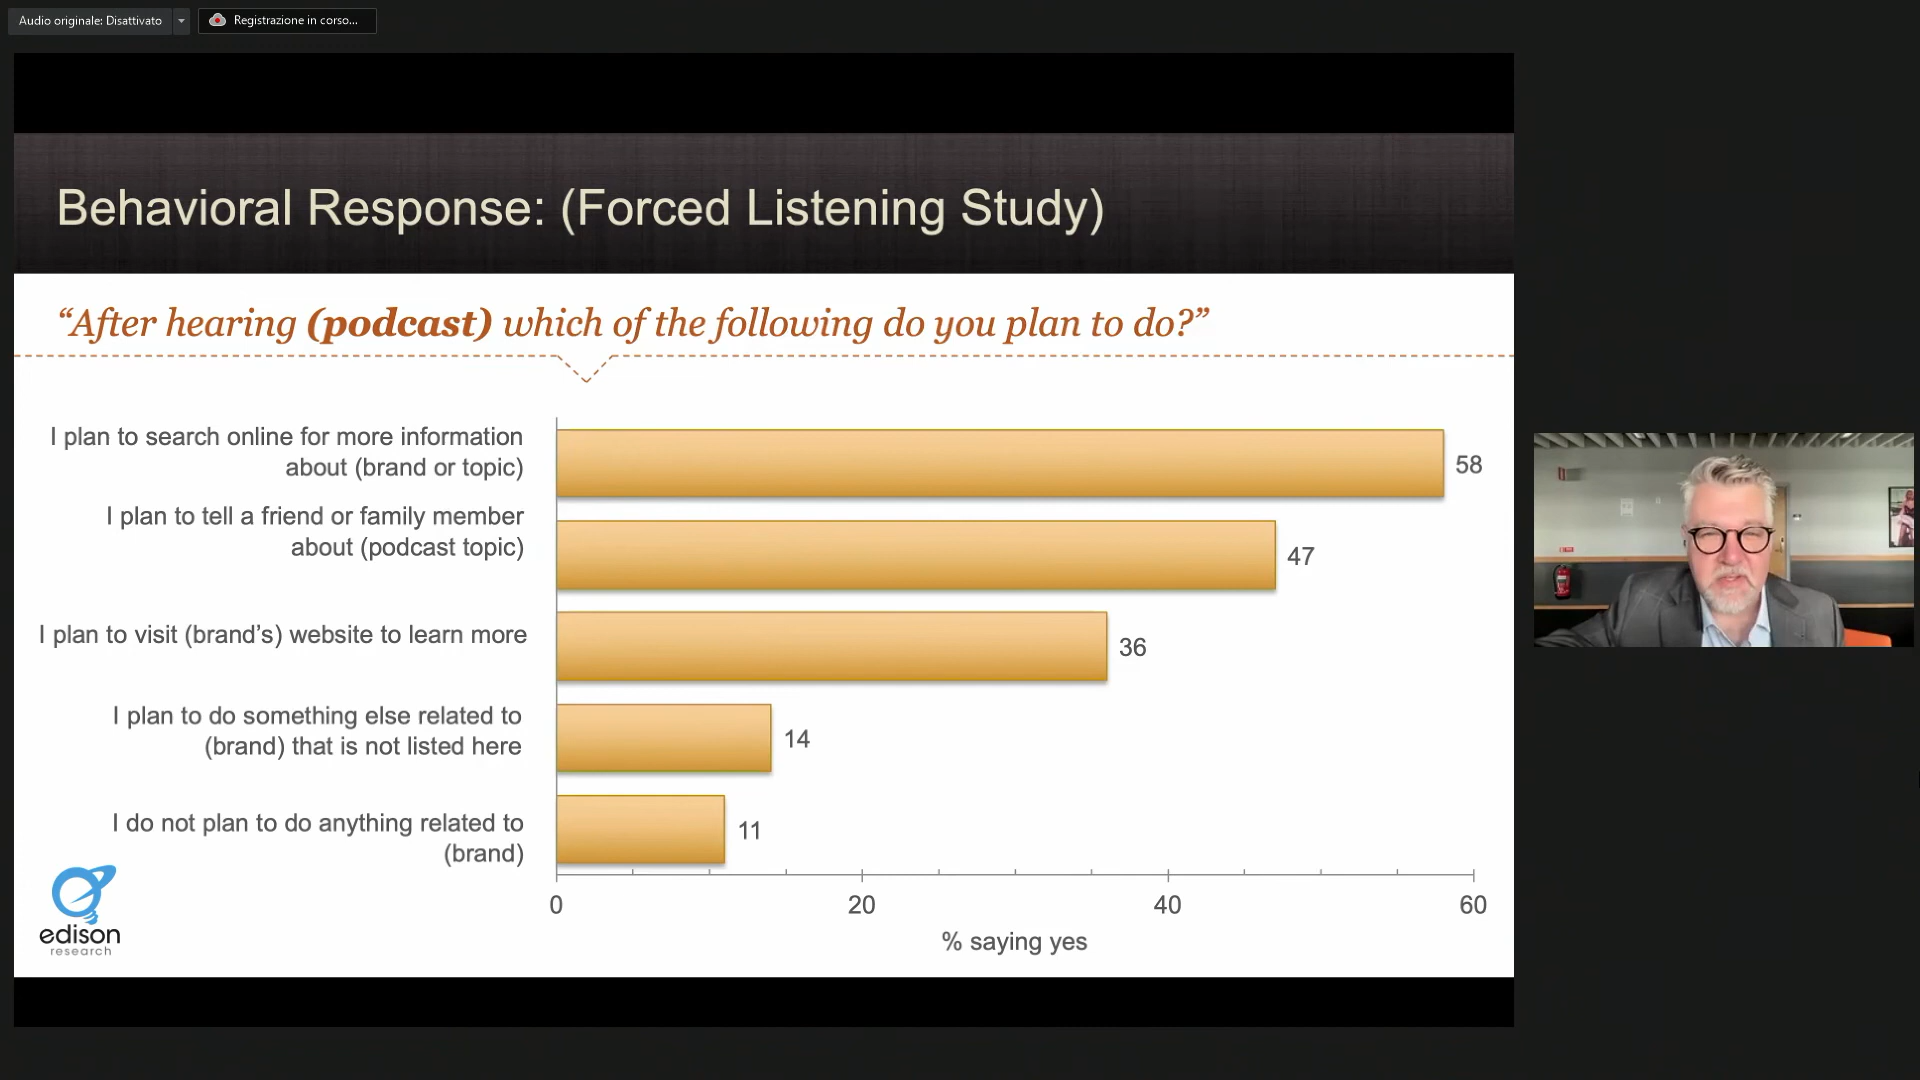 Audio originale: Disattivato
Registrazione in corso...
Behavioral Response: (Forced Listening Study)
“After hearing (podcast) which of the following do you plan to do?”
I plan to search online for more information
about (brand or topic)
58
I plan to tell a friend or family member
about (podcast topic)
47
I plan to visit (brand’s) website to learn more
36
I plan to do something else related to
(brand) that is not listed here
14
I do not plan to do anything related to
(brand)
11
0 20 40 60
% saying yes
edison
research